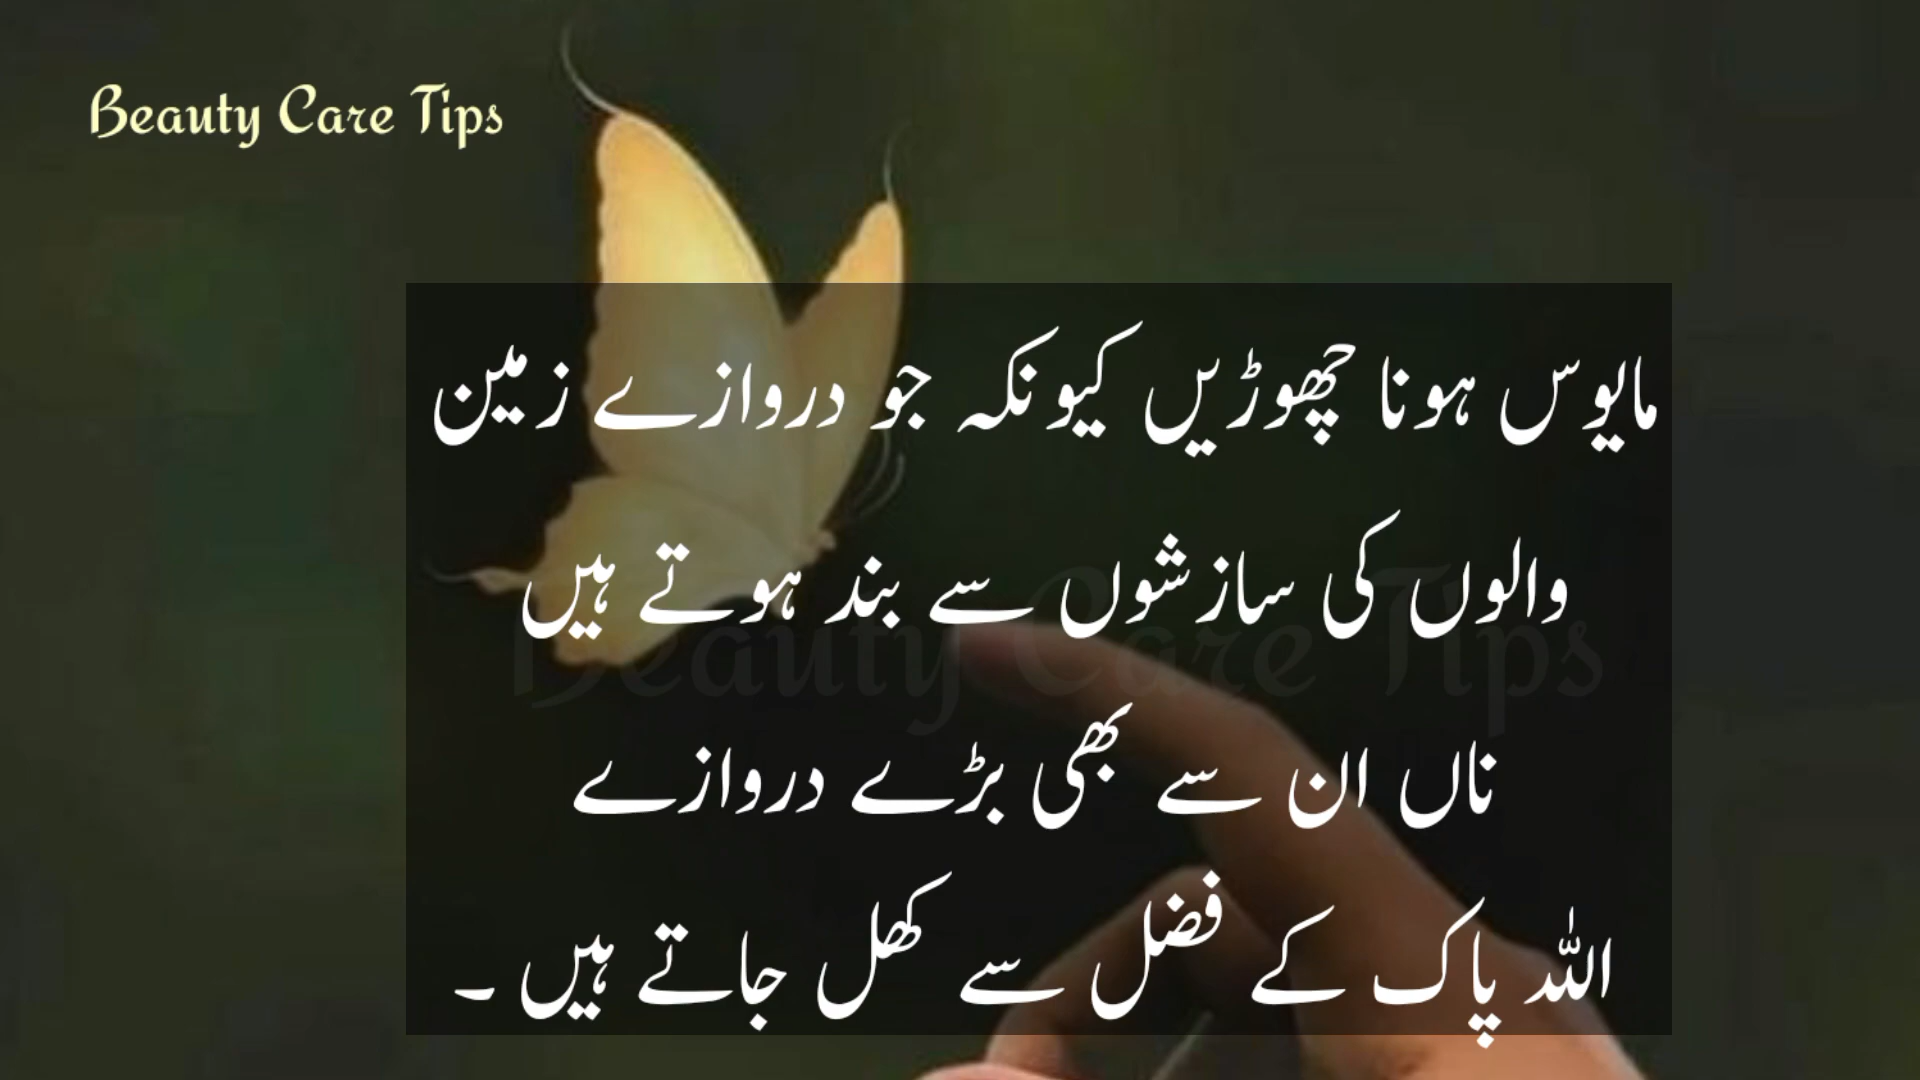 Beauty Care Tips
مایوس ہونا چھوڑیں کیونکہ جو دروازے زمین
والوں کی سازشوں سے بند ہوتے ہیں
Beauty Care Tips
ناں ان سے بھی بڑے دروازے
اللہ پاک کے فضل سے کھل جاتے ہیں ۔